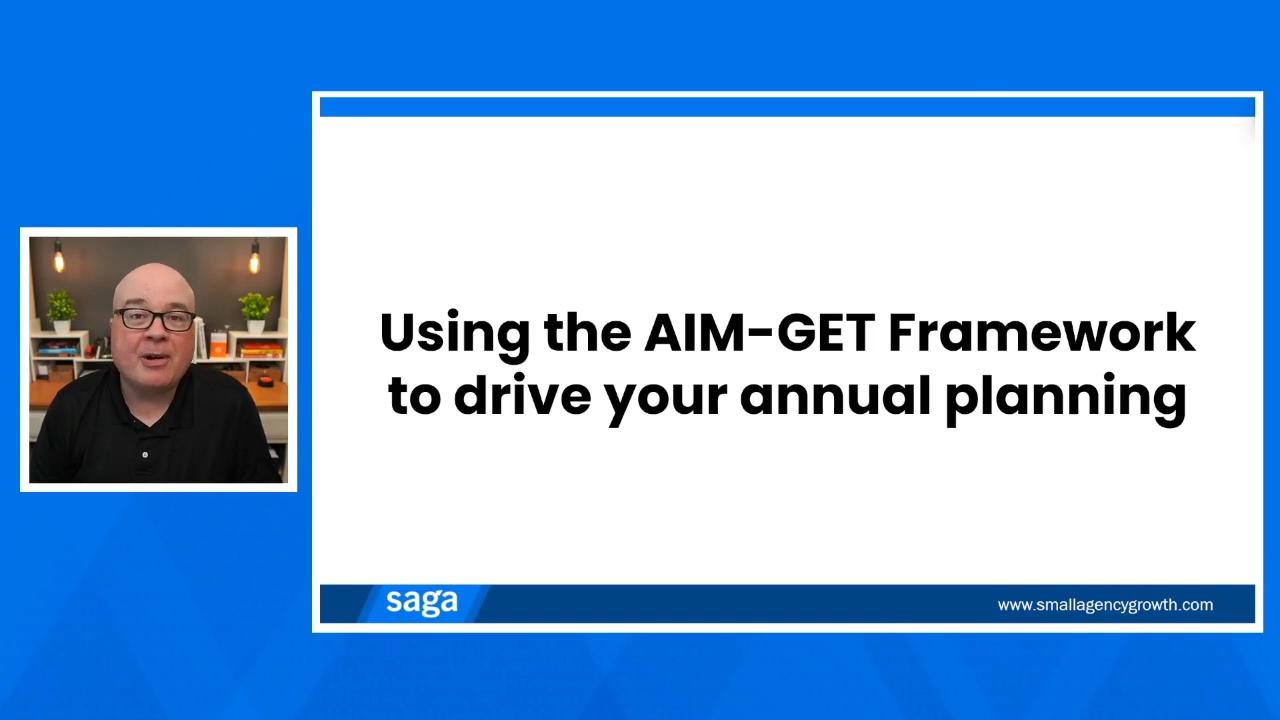 Using the AIM-GET Framework
to drive your annual planning
saga
www.smallagencygrowth.com